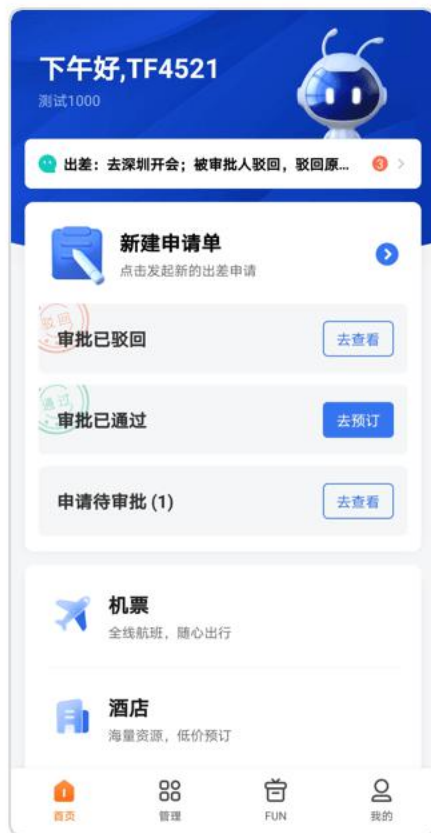 下午好,TF4521
测试1000
出差：去深圳开会；被审批人驳回，驳回原... 3
新建申请单
点击发起新的出差申请
驳回
审批已驳回 去查看
通过
审批已通过 去预订
申请待审批 (1) 去查看
机票
全线航班，随心出行
酒店
海量资源，低价预订
首页 管理 FUN 我的